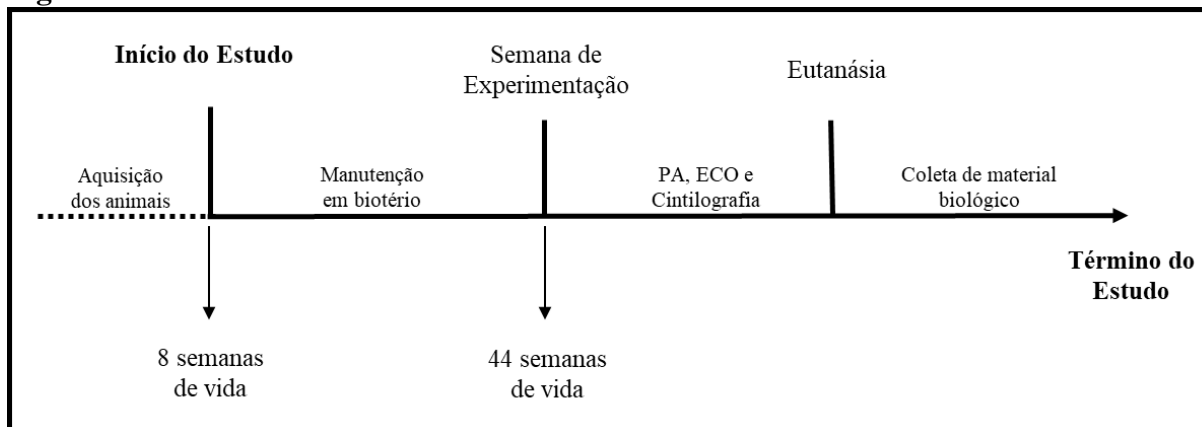 Início do Estudo
Semana de
Experimentação
Eutanásia
Aquisição
dos animais
Manutenção
em biotério
PA, ECO e
Cintilografia
Coleta de material
biológico
Término do
Estudo
8 semanas
de vida
44 semanas
de vida